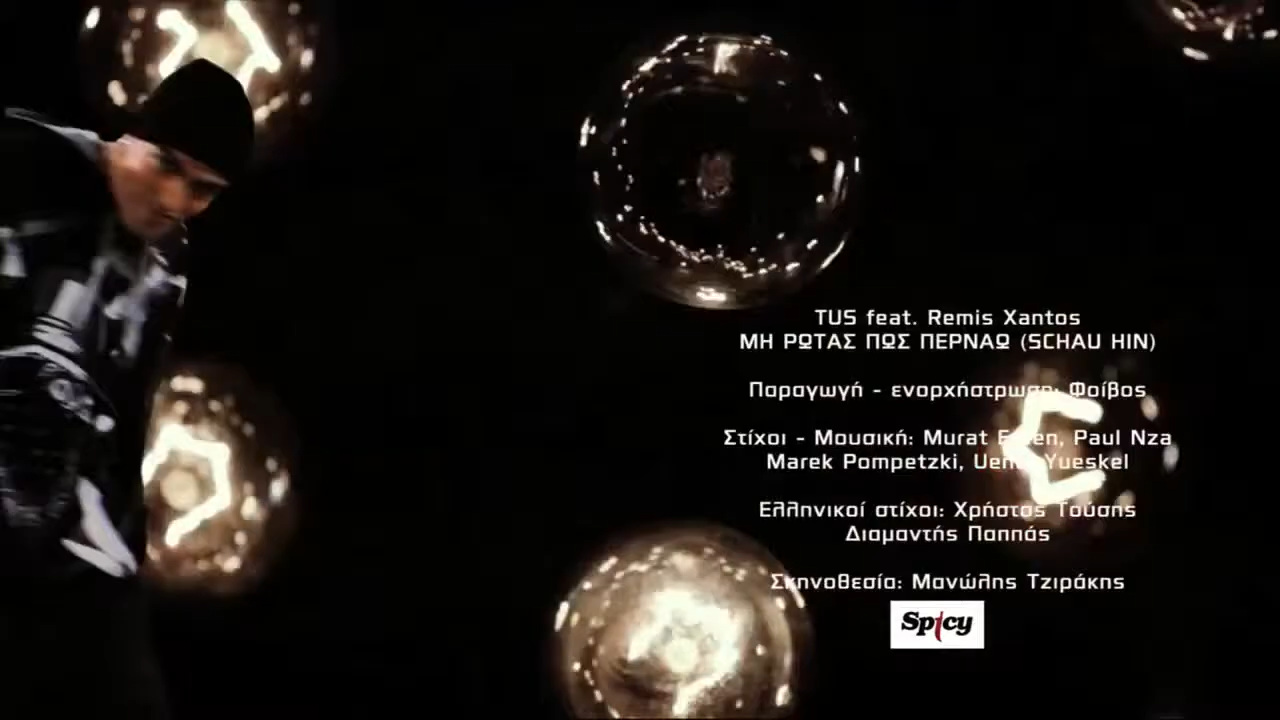 TUS feat. Remis Xantos
ΜΗ ΡΩΤΑΣ ΠΩΣ ΠΕΡΝΑΩ (SCHAU HIN)
Παραγωγή - ενορχήστρωση: Φοίβος
Στίχοι - Μουσική: Murat Paul Nza
Marek Pompetzki, Yueskel
Ελληνικοί στίχοι: Χρήστος Τούσης
Διαμαντής Παππάς
Σκηνοθεσία: Μανώλης Τζιράκης
Spicy